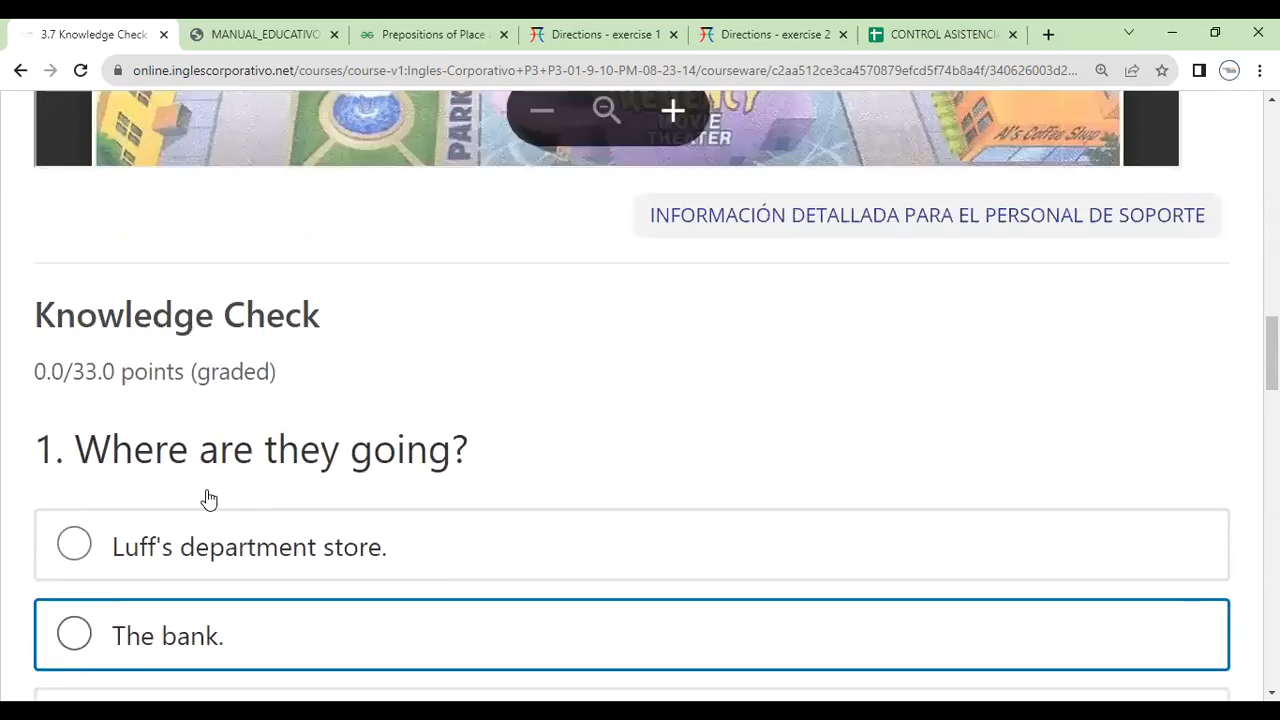 3.7 Knowledge Check
MANUAL_EDUCATIVO
Prepositions of Place
Directions - exercise 1
Directions - exercise 2
CONTROL ASISTENCIA
online.inglescorporativo.net/courses/course-v1:Ingles-Corporativo+P3+P3-01-9-10-PM-08-23-14/courseware/c2aa512ce3ca4570879efcd5f74b8a4f/340626003d2...
PARK
MOVIE
THEATER
Al's Coffee Shop
INFORMACIÓN DETALLADA PARA EL PERSONAL DE SOPORTE
Knowledge Check
0.0/33.0 points (graded)
1. Where are they going?
Luff's department store.
The bank.